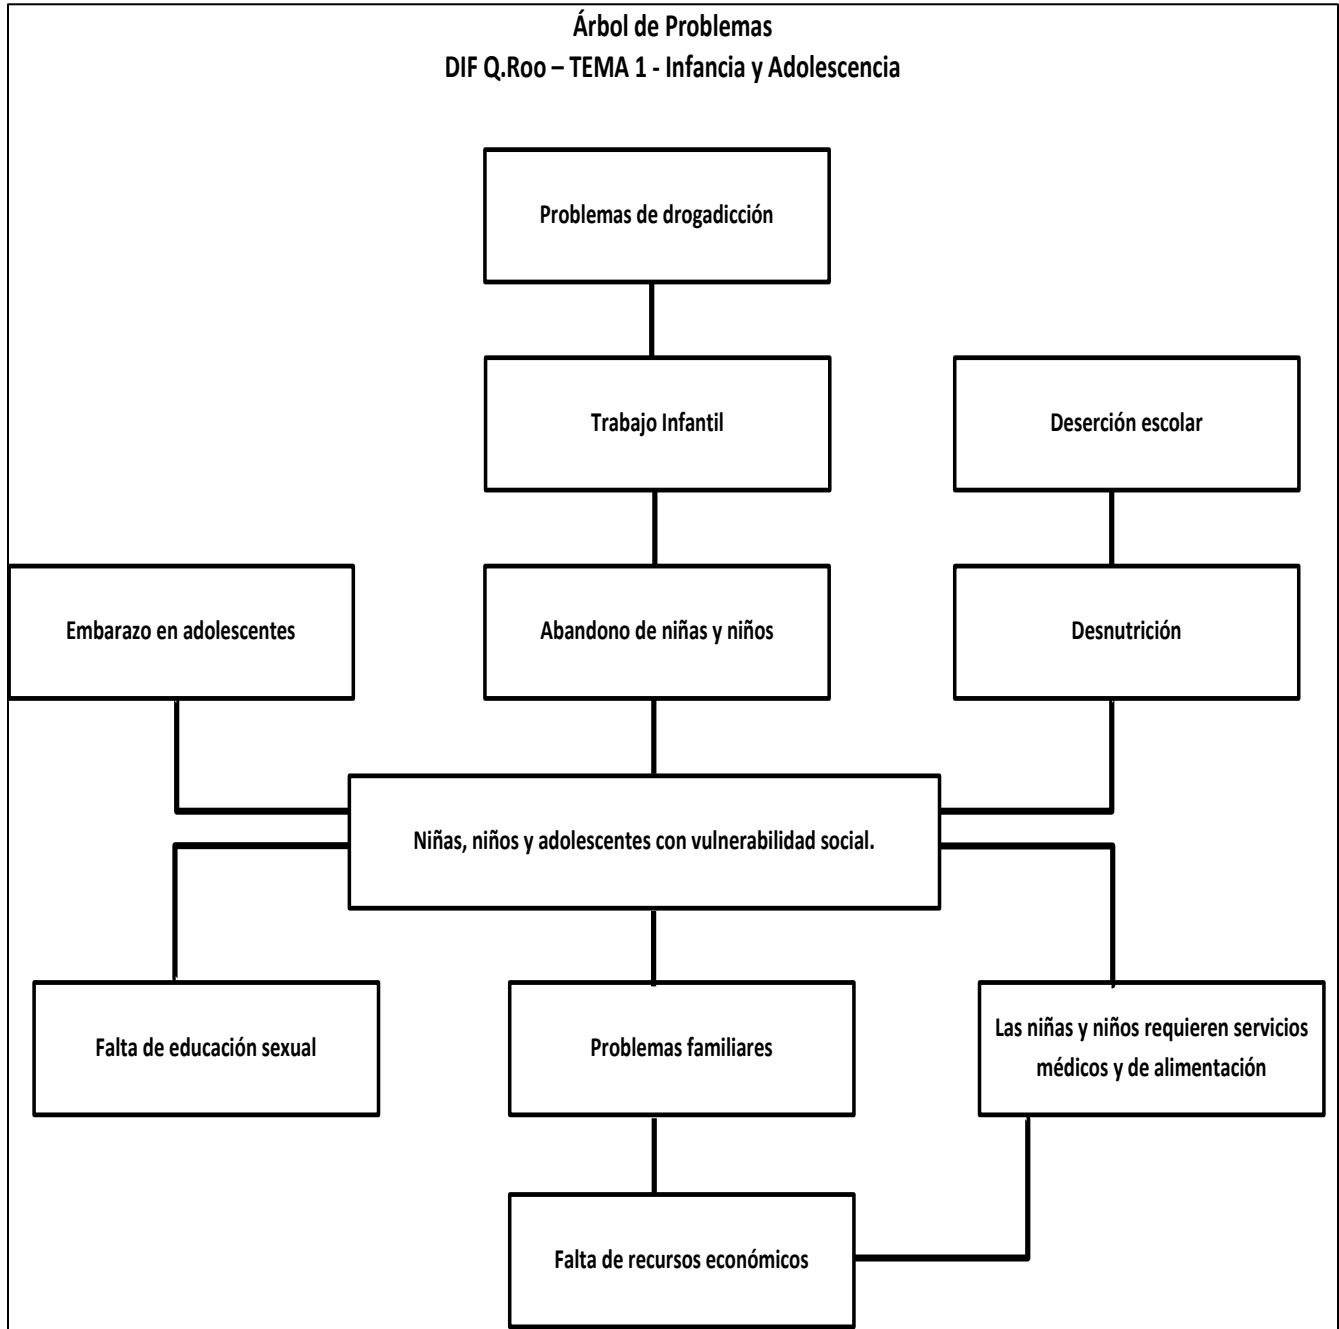 Árbol de Problemas
DIF Q.Roo – TEMA 1 - Infancia y Adolescencia
Problemas de drogadicción
Trabajo Infantil
Deserción escolar
Embarazo en adolescentes
Abandono de niñas y niños
Desnutrición
Niñas, niños y adolescentes con vulnerabilidad social.
Falta de educación sexual
Problemas familiares
Las niñas y niños requieren servicios
médicos y de alimentación
Falta de recursos económicos